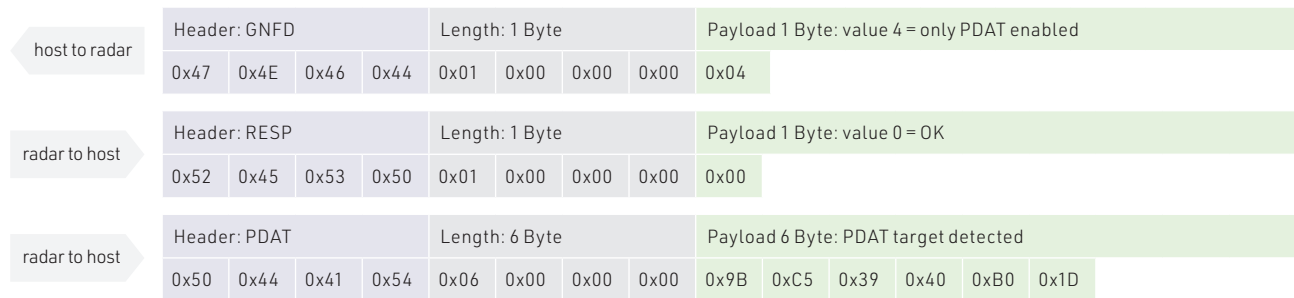 host to radar
Header: GNFD Length: 1 Byte Payload 1 Byte: value 4 = only PDAT enabled
0x47 0x4E 0x46 0x44 0x01 0x00 0x00 0x00 0x04
radar to host
Header: RESP Length: 1 Byte Payload 1 Byte: value 0 = OK
0x52 0x45 0x53 0x50 0x01 0x00 0x00 0x00 0x00
radar to host
Header: PDAT Length: 6 Byte Payload 6 Byte: PDAT target detected
0x50 0x44 0x41 0x54 0x06 0x00 0x00 0x00 0x9B 0xC5 0x39 0x40 0xB0 0x1D